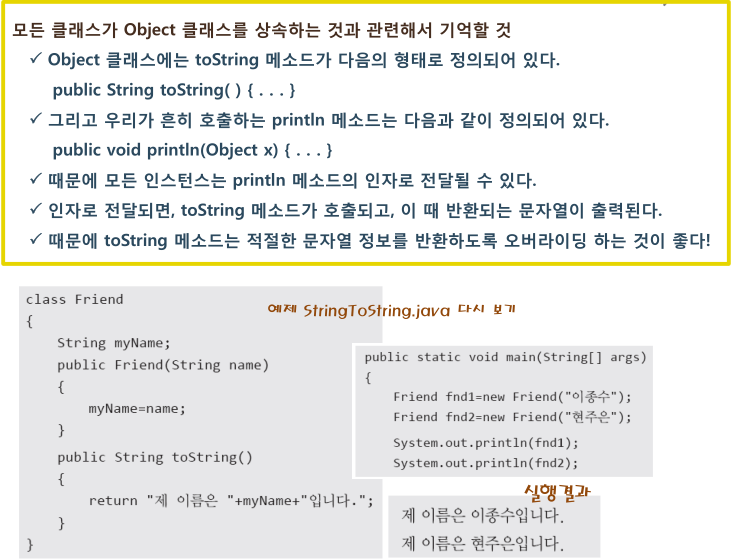 모든 클래스가 Object 클래스를 상속하는 것과 관련해서 기억할 것
✓ Object 클래스에는 toString 메소드가 다음의 형태로 정의되어 있다.
public String toString( ) { . . . }
✓ 그리고 우리가 흔히 호출하는 println 메소드는 다음과 같이 정의되어 있다.
public void println(Object x) { . . . }
✓ 때문에 모든 인스턴스는 println 메소드의 인자로 전달될 수 있다.
✓ 인자로 전달되면, toString 메소드가 호출되고, 이 때 반환되는 문자열이 출력된다.
✓ 때문에 toString 메소드는 적절한 문자열 정보를 반환하도록 오버라이딩 하는 것이 좋다!
예제 StringToString.java 다시 보기
class Friend
{
String myName;
public Friend(String name)
{
myName=name;
}
public String toString()
{
return "제 이름은 "+myName+"입니다.";
}
}
public static void main(String[] args)
{
Friend fnd1=new Friend("이종수");
Friend fnd2=new Friend("현주은");
System.out.println(fnd1);
System.out.println(fnd2);
실행결과
제 이름은 이종수입니다.
제 이름은 현주은입니다.